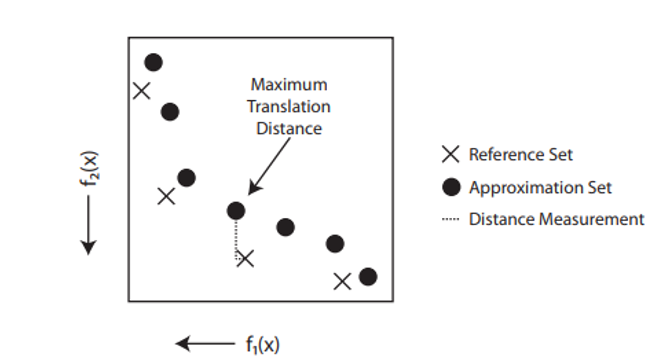 Maximum
Translation
Distance
f₂(x)
Reference Set
Approximation Set
Distance Measurement
f₁(x)